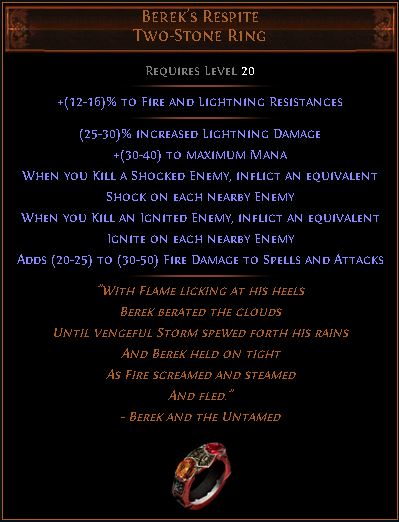 Berek's Respite
Two-Stone Ring
Requires Level 20
+(12-16)% to Fire and Lightning Resistances
(25-30)% increased Lightning Damage
+(30-40) to maximum Mana
When you Kill a Shocked Enemy, inflict an equivalent
Shock on each nearby Enemy
When you Kill an Ignited Enemy, inflict an equivalent
Ignite on each nearby Enemy
Adds (20-25) to (30-50) Fire Damage to Spells and Attacks
"With Flame licking at his heels
Berek berated the clouds
Until vengeful Storm spewed forth his rains
And Berek held on tight
As Fire screamed and steamed
And fled."
- Berek and the Untamed